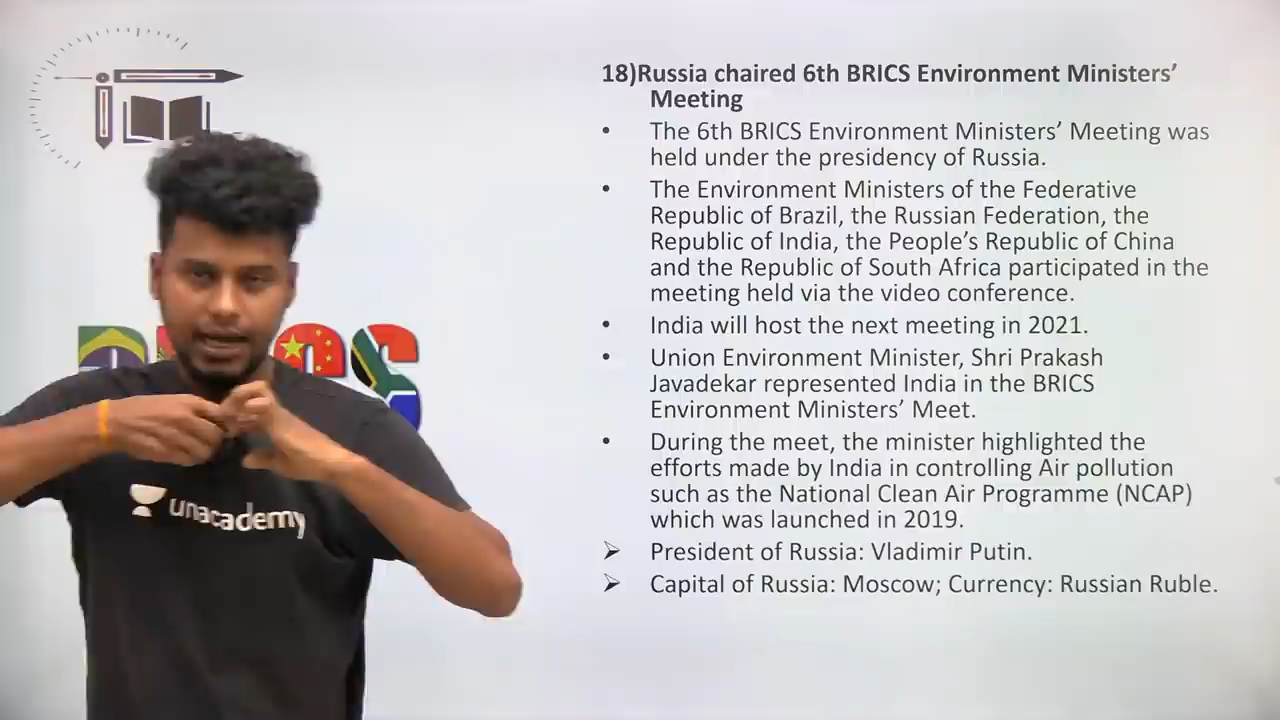 18)Russia chaired 6th BRICS Environment Ministers’
Meeting
• The 6th BRICS Environment Ministers’ Meeting was
held under the presidency of Russia.
• The Environment Ministers of the Federative
Republic of Brazil, the Russian Federation, the
Republic of India, the People’s Republic of China
and the Republic of South Africa participated in the
meeting held via the video conference.
• India will host the next meeting in 2021.
• Union Environment Minister, Shri Prakash
Javadekar represented India in the BRICS
Environment Ministers’ Meet.
• During the meet, the minister highlighted the
efforts made by India in controlling Air pollution
such as the National Clean Air Programme (NCAP)
which was launched in 2019.
➢ President of Russia: Vladimir Putin.
➢ Capital of Russia: Moscow; Currency: Russian Ruble.
unacademy